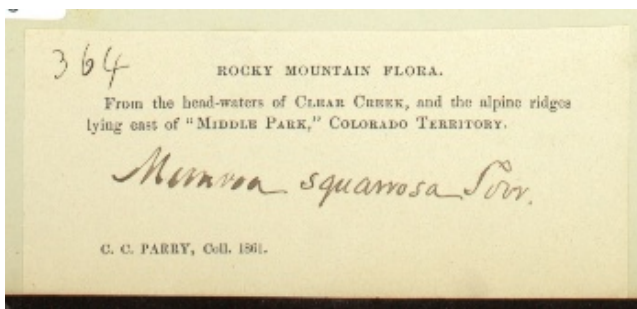 364
ROCKY MOUNTAIN FLORA.
From the head-waters of CLEAR CREEK, and the alpine ridges
lying east of "MIDDLE PARK," COLORADO TERRITORY.
Munroa squarrosa Torr.
C. C. PARRY, Coll. 1861.